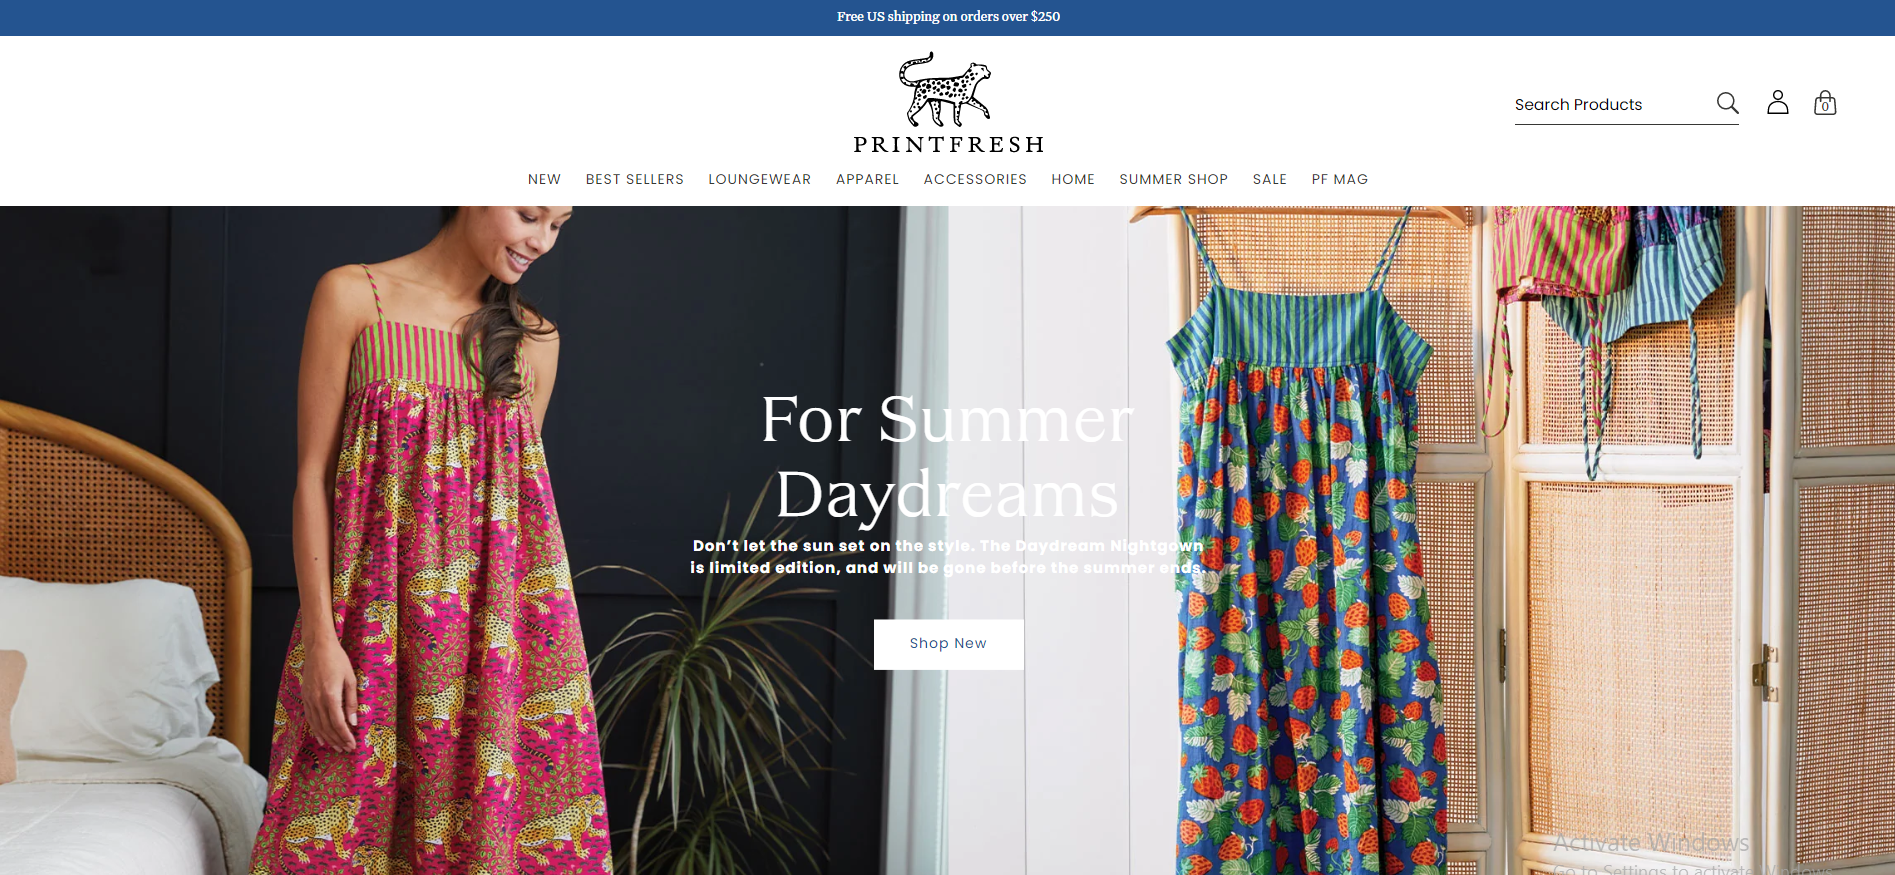 Free US shipping on orders over $250
PRINTFRESH
Search Products
0
NEW BEST SELLERS LOUNGEWEAR APPAREL ACCESSORIES HOME SUMMER SHOP SALE PF MAG
For Summer
Daydreams
Don't let the sun set on the style. The Daydream Nightgown
is limited edition, and will be gone before the summer ends.
Shop New
Activate Windows
Go to Settings to activate Windows.